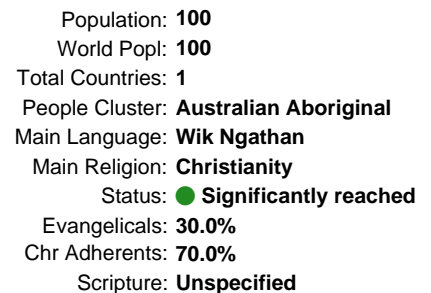 Population: 100
World Popl: 100
Total Countries: 1
People Cluster: Australian Aboriginal
Main Language: Wik Ngathan
Main Religion: Christianity
Status: Significantly reached
Evangelicals: 30.0%
Chr Adherents: 70.0%
Scripture: Unspecified